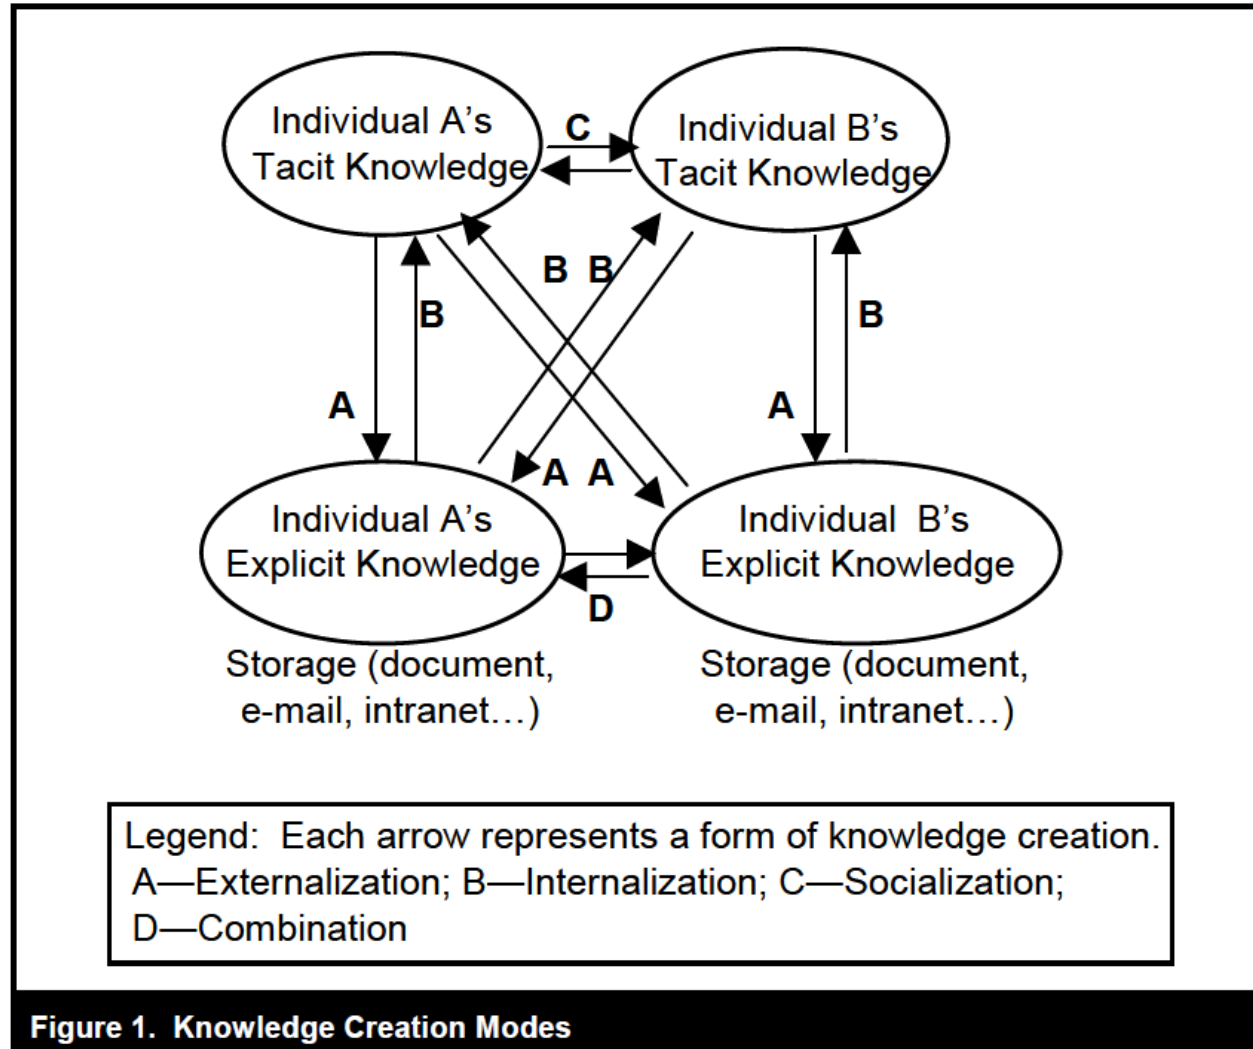 Individual A's
Tacit Knowledge
C
Individual B's
Tacit Knowledge
B B
B
B
A
A
A A
Individual A's
Explicit Knowledge
Individual B's
Explicit Knowledge
D
Storage (document,
e-mail, intranet…)
Storage (document,
e-mail, intranet…)
Legend: Each arrow represents a form of knowledge creation.
A—Externalization; B—Internalization; C—Socialization;
D—Combination
Figure 1. Knowledge Creation Modes